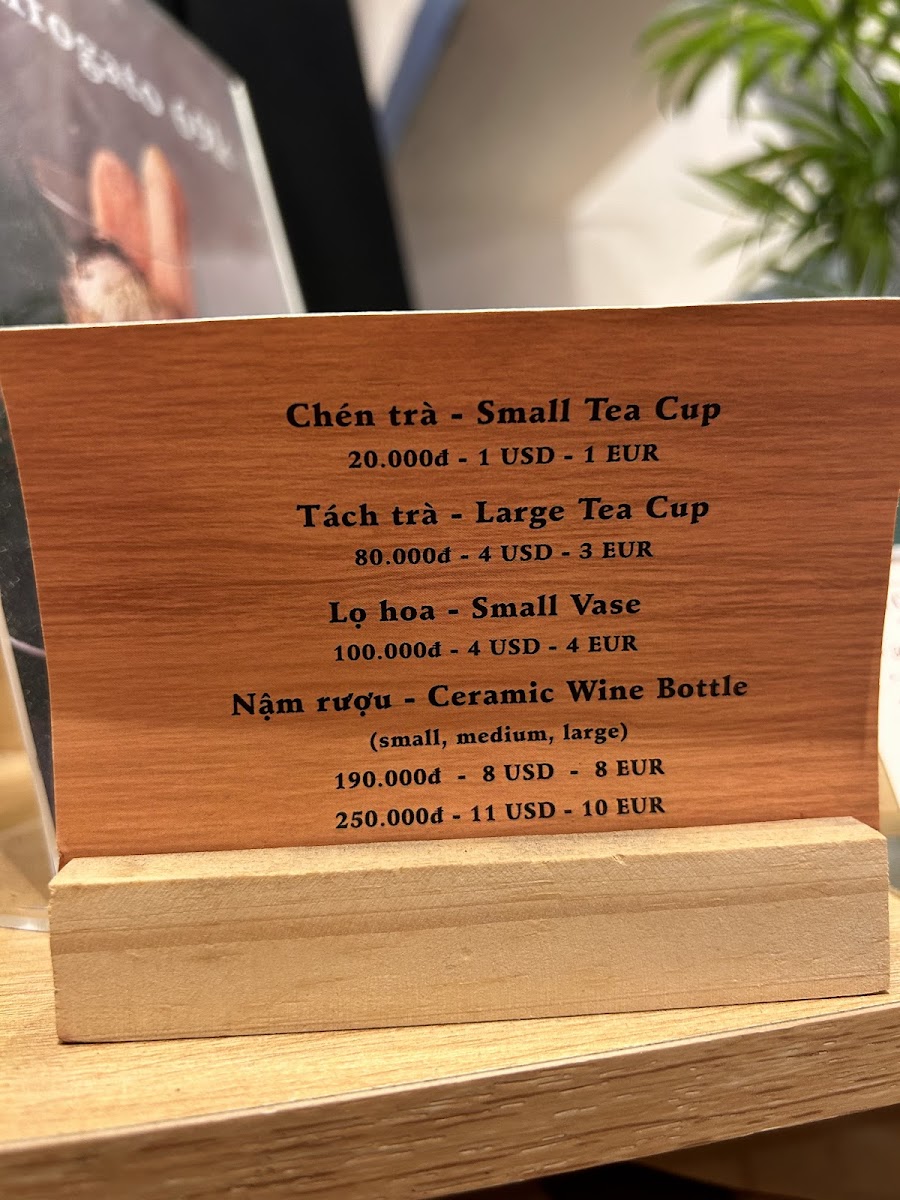 Chén trà - Small Tea Cup
20.000đ - 1 USD - 1 EUR
Tách trà - Large Tea Cup
80.000đ - 4 USD - 3 EUR
Lọ hoa - Small Vase
100.000đ - 4 USD - 4 EUR
Nậm rượu - Ceramic Wine Bottle
(small, medium, large)
190.000đ - 8 USD - 8 EUR
250.000đ - 11 USD - 10 EUR